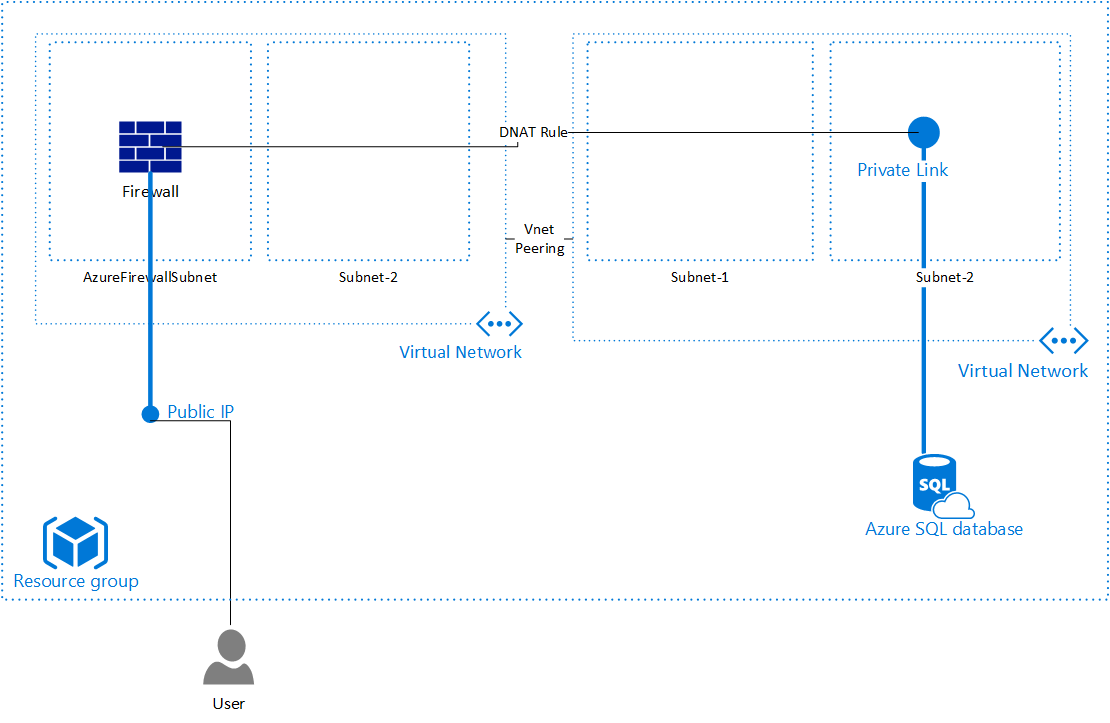 DNAT Rule
Firewall
Private Link
Vnet
Peering
AzureFirewallSubnet
Subnet-2
Subnet-1
Subnet-2
Virtual Network
Virtual Network
Public IP
SQL
Azure SQL database
Resource group
User